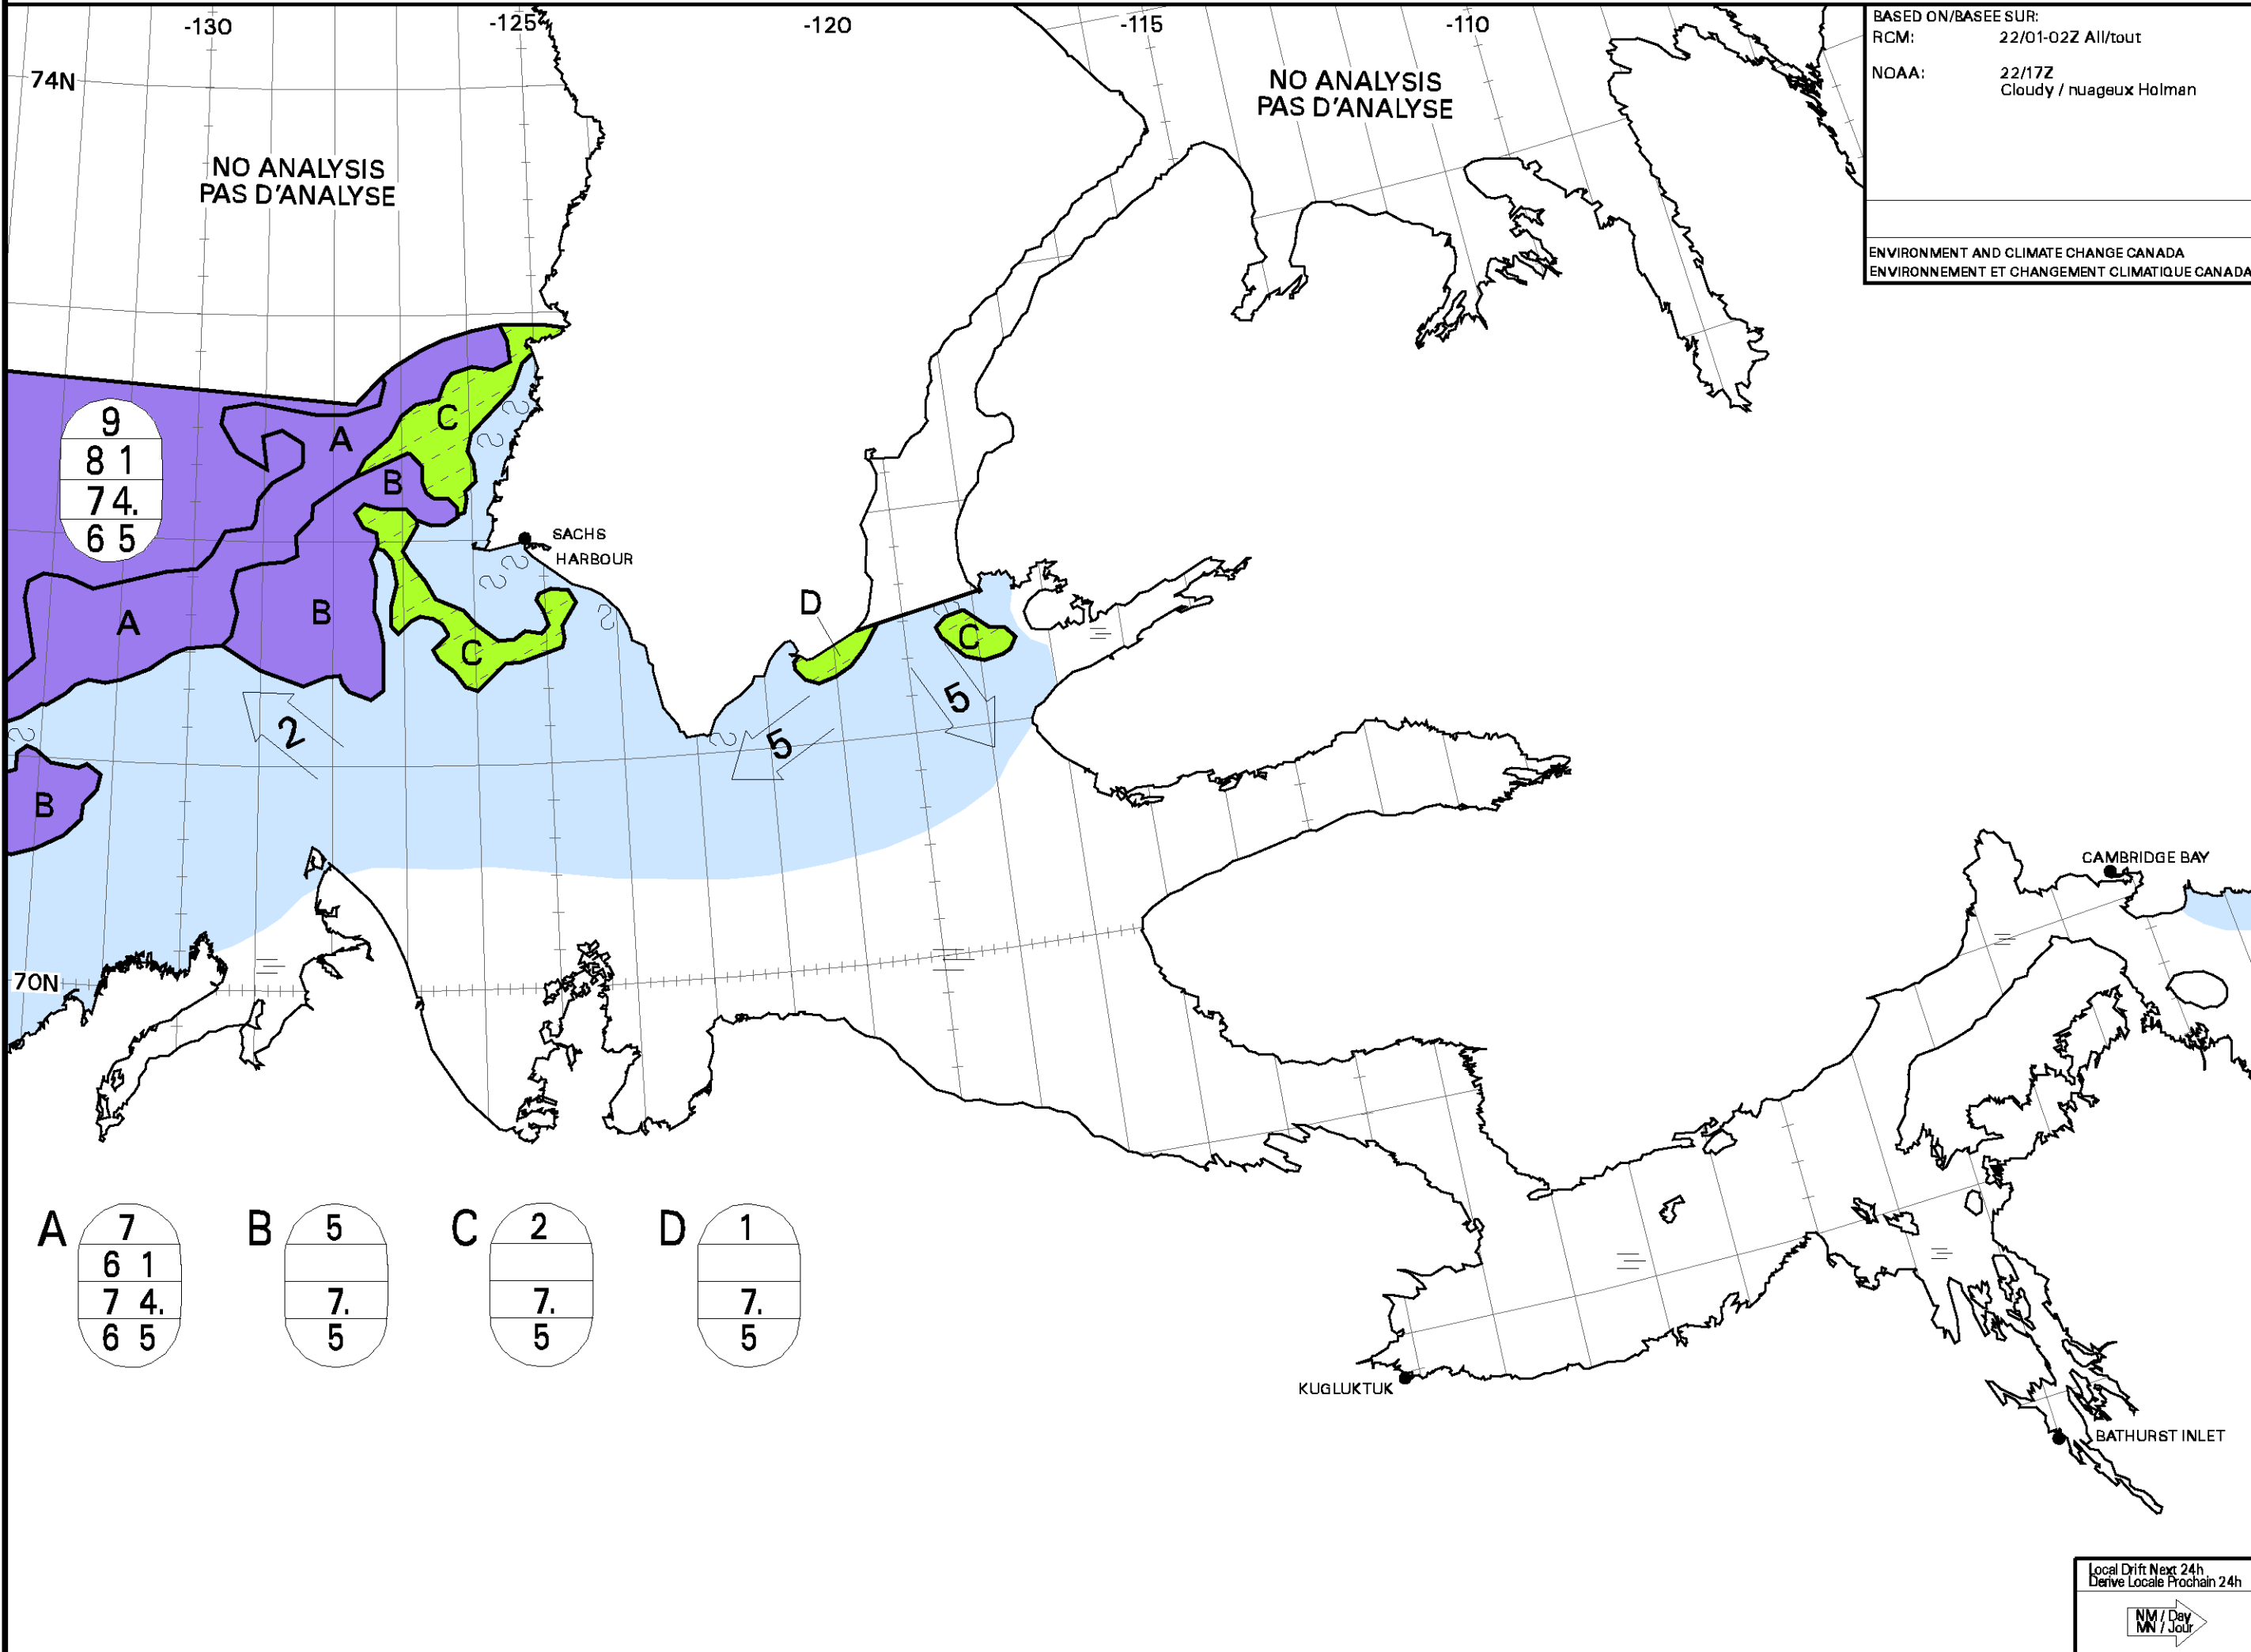 -130
-125
-120
-115
-110
74N
NO ANALYSIS
PAS D'ANALYSE
NO ANALYSIS
PAS D'ANALYSE
BASED ON/BASEE SUR:
RCM: 22/01-02Z All/tout
NOAA: 22/17Z
Cloudy / nuageux Holman
ENVIRONMENT AND CLIMATE CHANGE CANADA
ENVIRONNEMENT ET CHANGEMENT CLIMATIQUE CANADA
9
8 1
7 4.
6 5
A
C
B
SACHS
HARBOUR
A
B
C
D
C
2
5
5
B
CAMBRIDGE BAY
70N
A
7
6 1
7 4.
6 5
B
5
7.
5
C
2
7.
5
D
1
7.
5
KUGLUKTUK
BATHURST INLET
Local Drift Next 24h
Derive Locale Prochain 24h
NM / Day
MN / Jour